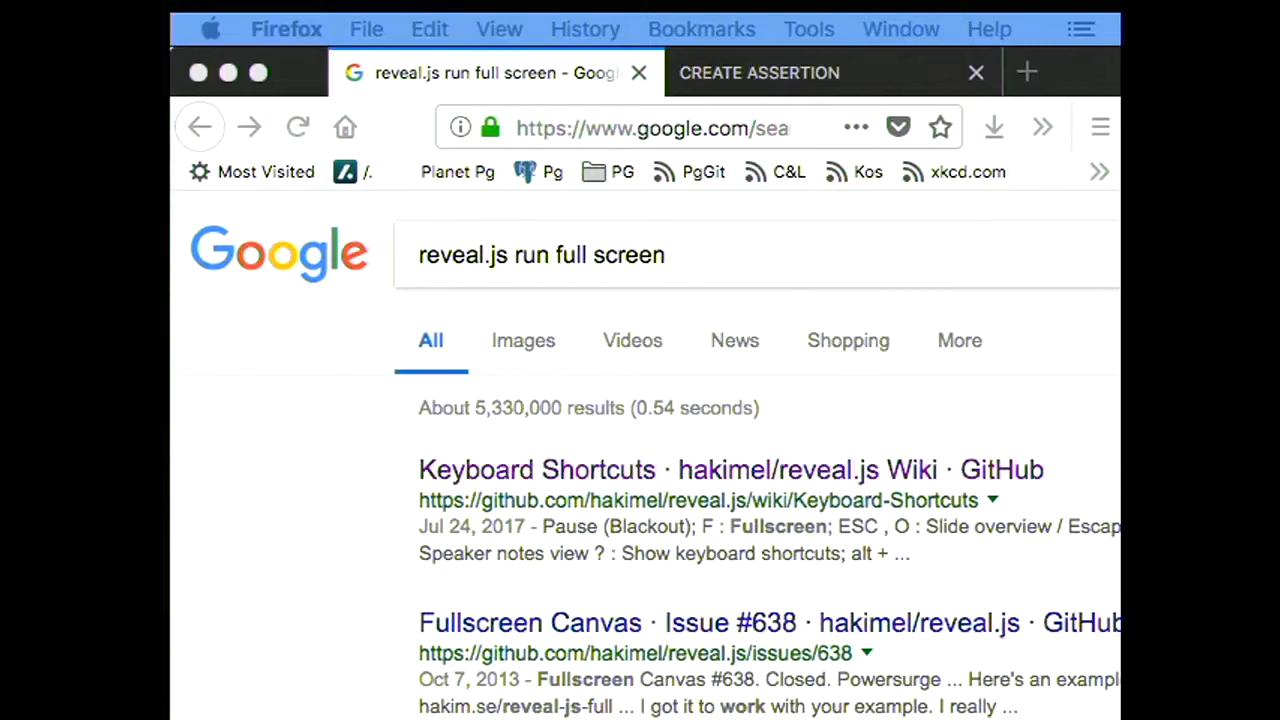 Firefox File Edit View History Bookmarks Tools Window Help
reveal.js run full screen - Googl CREATE ASSERTION
https://www.google.com/sea
Most Visited /. Planet Pg Pg PG PgGit C&L Kos xkcd.com
Google reveal.js run full screen
All Images Videos News Shopping More
About 5,330,000 results (0.54 seconds)
Keyboard Shortcuts · hakimel/reveal.js Wiki · GitHub
https://github.com/hakimel/reveal.js/wiki/Keyboard-Shortcuts
Jul 24, 2017 - Pause (Blackout); F : Fullscreen; ESC , O : Slide overview / Escap
Speaker notes view ? : Show keyboard shortcuts; alt + ...
Fullscreen Canvas · Issue #638 · hakimel/reveal.js · GitHub
https://github.com/hakimel/reveal.js/issues/638
Oct 7, 2013 - Fullscreen Canvas #638. Closed. Powersurge ... Here's an exampl
hakim.se/reveal-js-full ... I got it to work with your example. I really ...